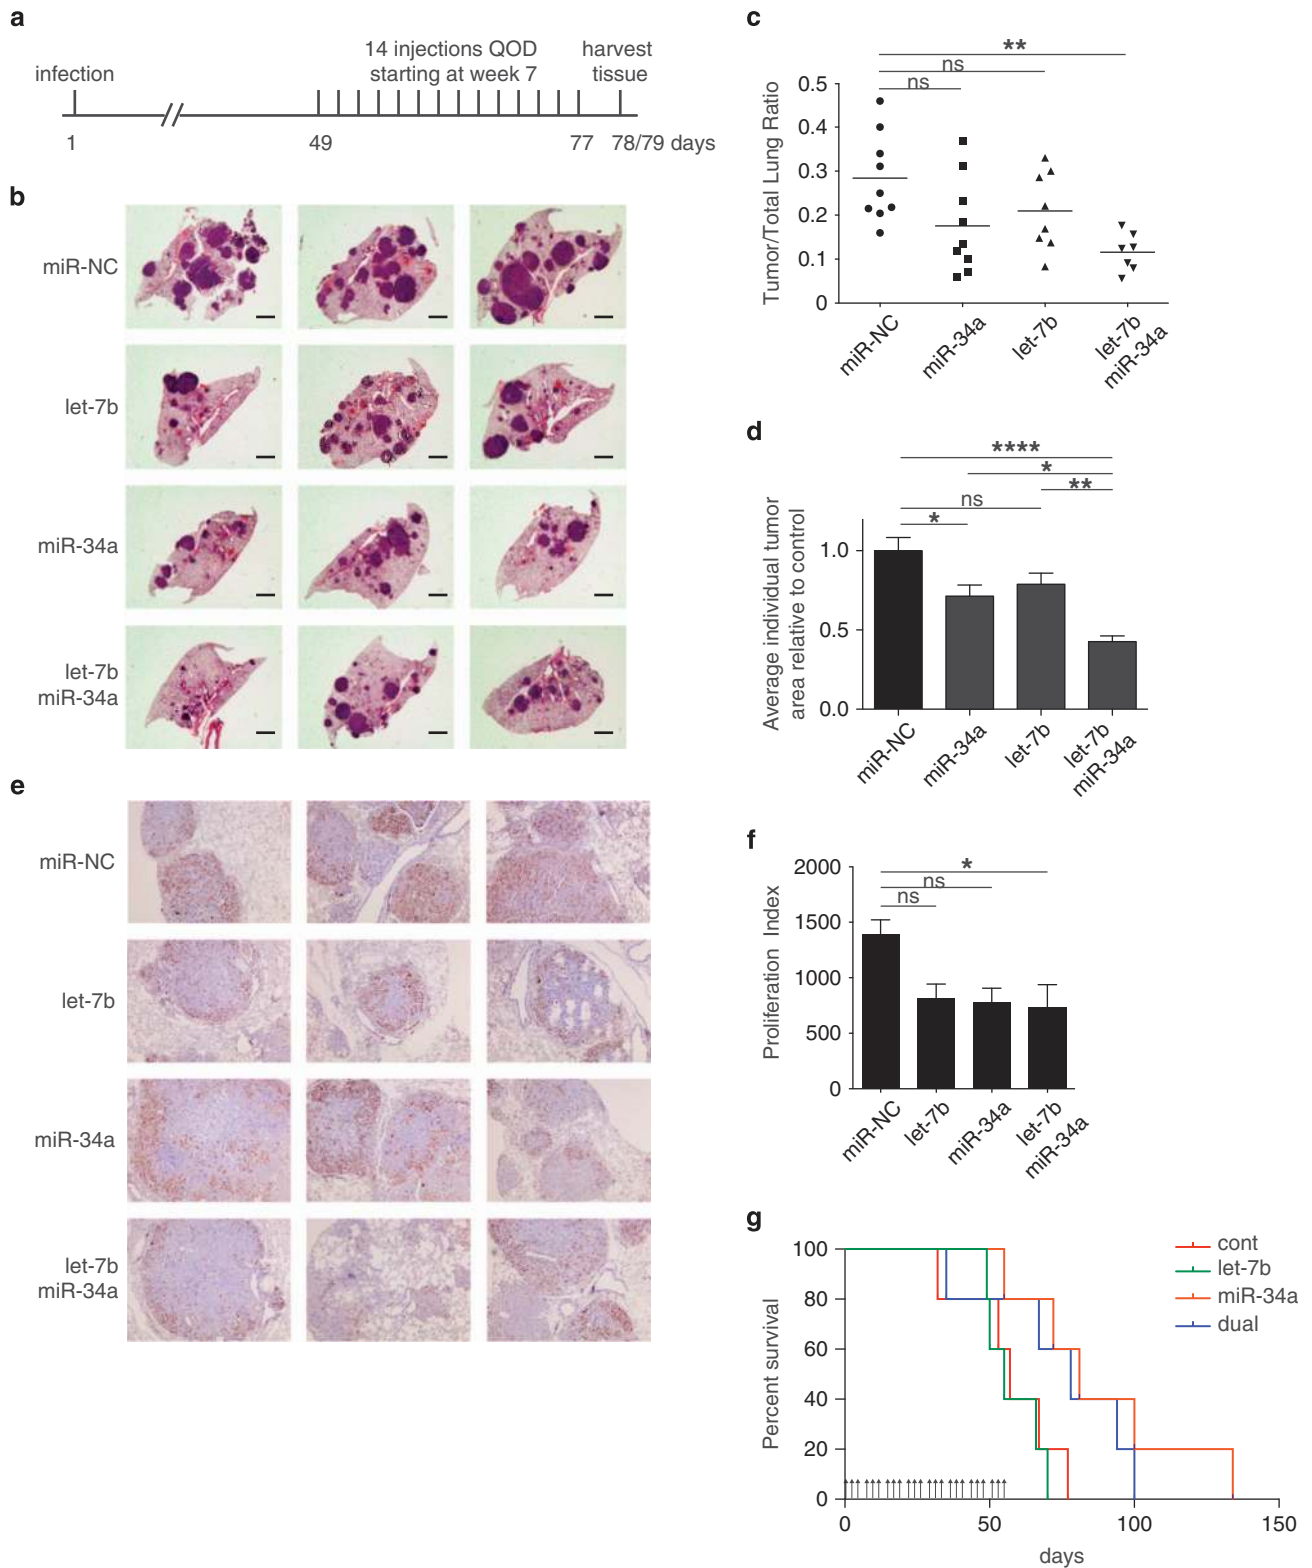 a
14 injections QOD
starting at week 7
harvest
tissue
infection
1
49
77
78/79 days
b
miR-NC
let-7b
miR-34a
let-7b
miR-34a
c
**
ns
ns
Tumor/Total Lung Ratio
0.5
0.4
0.3
0.2
0.1
0
miR-NC
miR-34a
let-7b
let-7b
miR-34a
d
****
*
**
ns
*
Average individual tumor
area relative to control
1.0
0.5
0.0
miR-NC
miR-34a
let-7b
let-7b
miR-34a
e
miR-NC
let-7b
miR-34a
let-7b
miR-34a
f
*
ns
ns
Proliferation Index
2000
1500
1000
500
0
miR-NC
let-7b
miR-34a
let-7b
miR-34a
g
cont
let-7b
miR-34a
dual
Percent survival
100
80
60
40
20
0
0
50
100
150
days